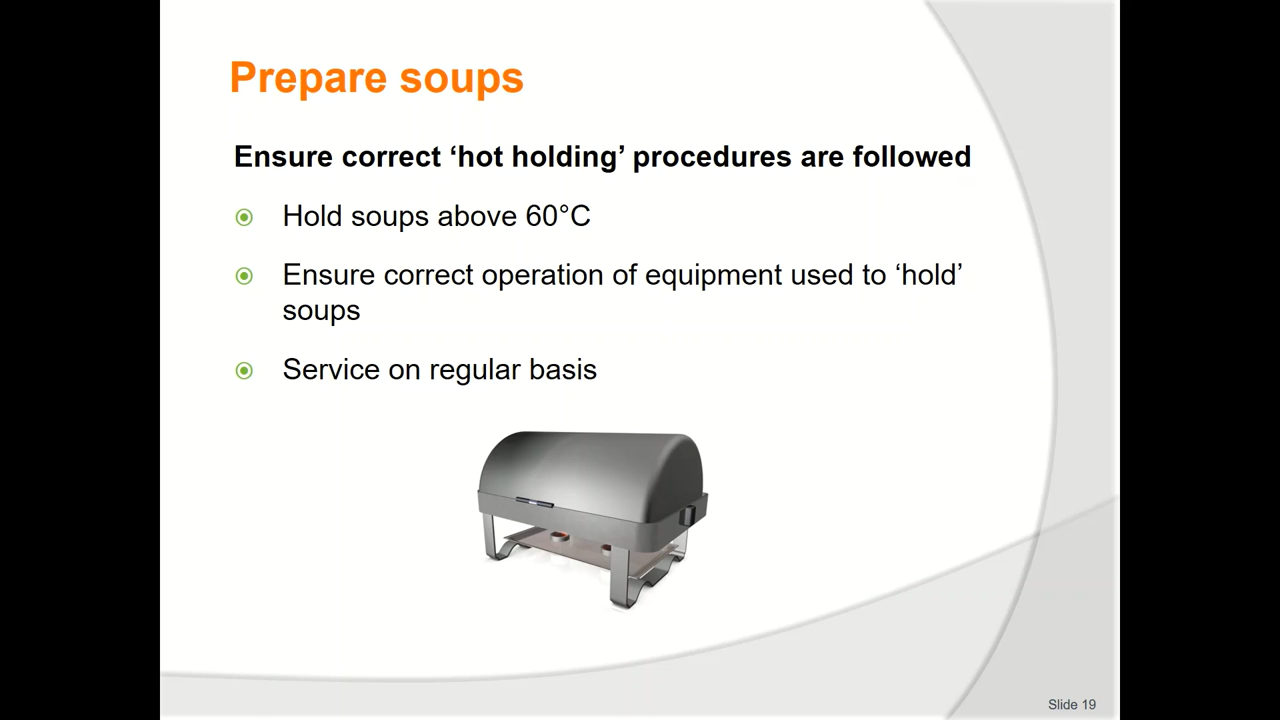 Prepare soups
Ensure correct ‘hot holding’ procedures are followed
Hold soups above 60°C
Ensure correct operation of equipment used to ‘hold’
soups
Service on regular basis
Slide 19